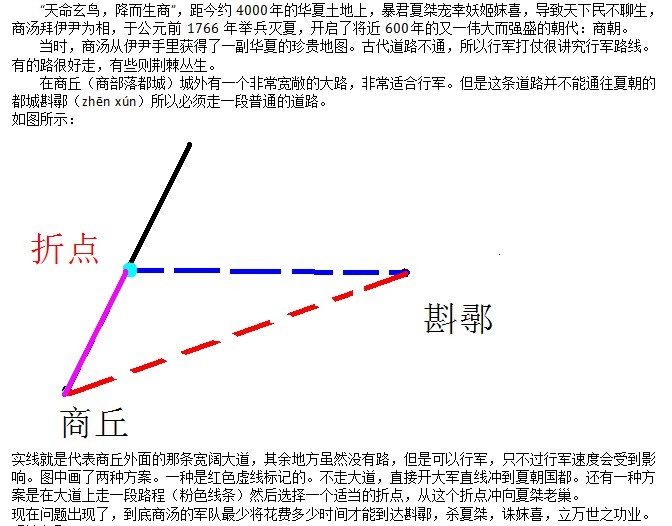 “天命玄鸟，降而生商”，距今约 4000 年的华夏土地上，暴君夏桀宠幸妖姬妹喜，导致天下民不聊生，
商汤拜伊尹为相，于公元前 1766 年举兵灭夏，开启了将近 600 年的又一伟大而强盛的朝代：商朝。
当时，商汤从伊尹手里获得了一副华夏的珍贵地图。古代道路不通，所以行军打仗很讲究行军路线。
有的路很好走，有些则荆棘丛生。
在商丘（商部落都城）城外有一个非常宽敞的大路，非常适合行军。但是这条道路并不能通往夏朝的
都城斟鄩（zhēn xún）所以必须走一段普通的道路。
如图所示：
折点
斟鄩
商丘
实线就是代表商丘外面的那条宽阔大道，其余地方虽然没有路，但是可以行军，只不过行军速度会受到影
响。图中画了两种方案。一种是红色虚线标记的。不走大道，直接开大军直线冲到夏朝国都。还有一种方
案是在大道上走一段路程（粉色线条）然后选择一个适当的折点，从这个折点冲向夏桀老巢。
现在问题出现了，到底商汤的军队最少将花费多少时间才能到达斟鄩，杀夏桀，诛妹喜，立万世之功业。